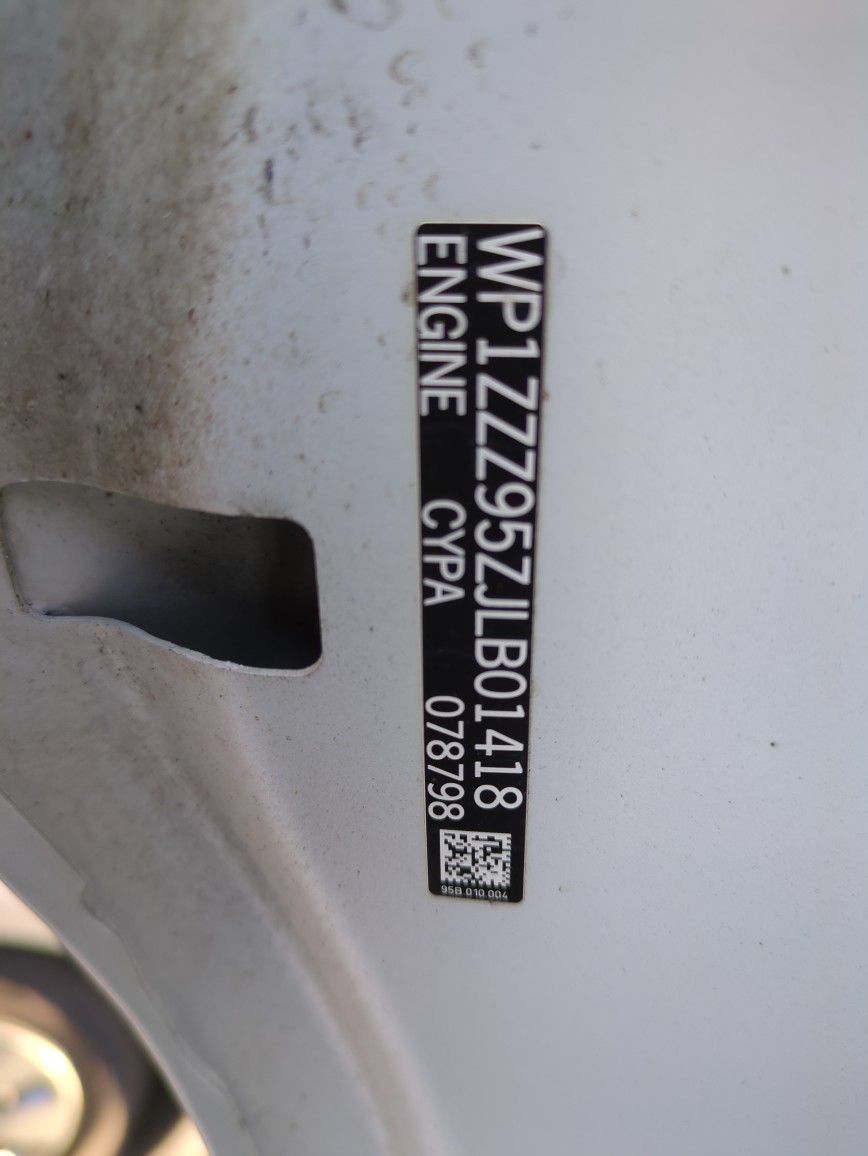 WP1ZZZ95ZJLB01418
ENGINE CYPA 078798
95B.010.004